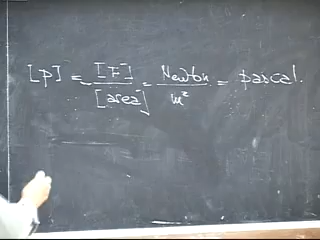 [p] = [F] / [area] = Newton / m² = pascal.